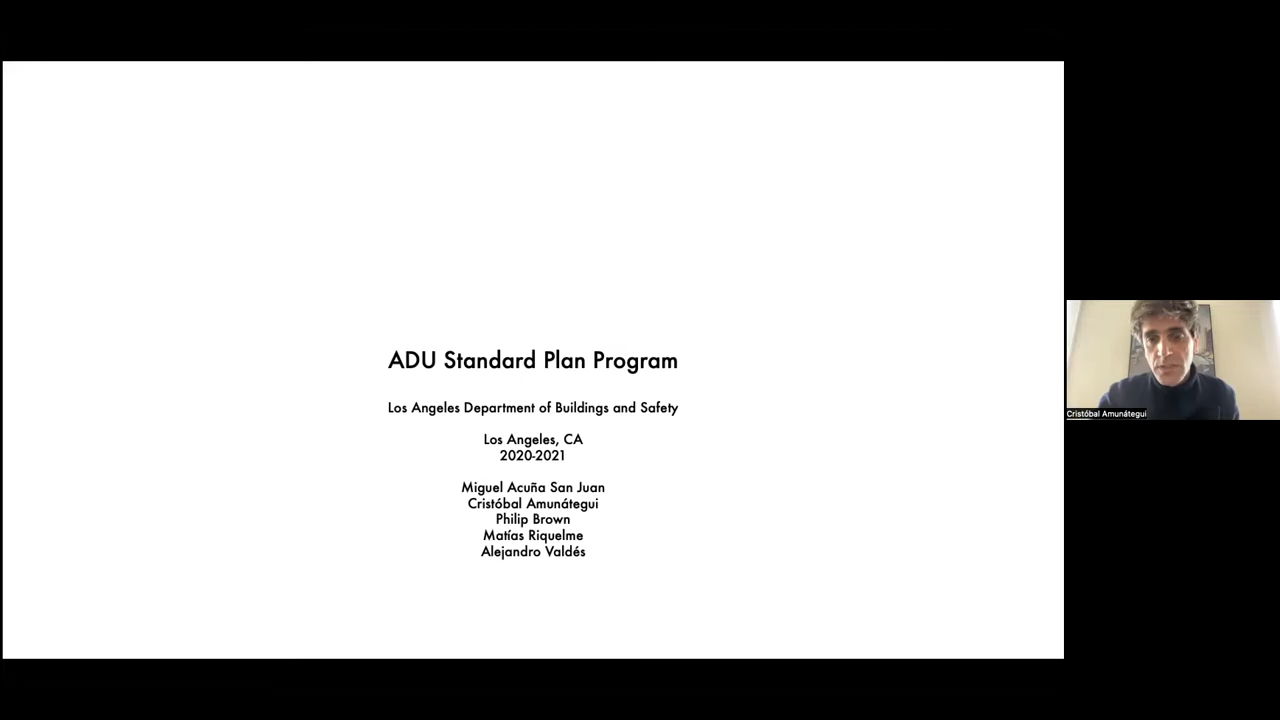 ADU Standard Plan Program
Los Angeles Department of Buildings and Safety
Los Angeles, CA
2020-2021
Miguel Acuña San Juan
Cristóbal Amunátegui
Philip Brown
Matías Riquelme
Alejandro Valdés
Cristóbal Amunátegui